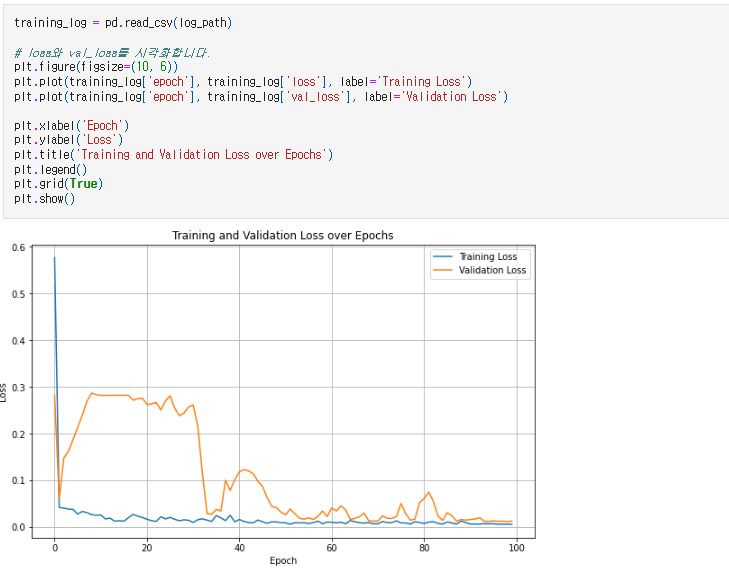 training_log = pd.read_csv(log_path)
# loss와 val_loss를 시각화합니다.
plt.figure(figsize=(10, 6))
plt.plot(training_log['epoch'], training_log['loss'], label='Training Loss')
plt.plot(training_log['epoch'], training_log['val_loss'], label='Validation Loss')
plt.xlabel('Epoch')
plt.ylabel('Loss')
plt.title('Training and Validation Loss over Epochs')
plt.legend()
plt.grid(True)
plt.show()
Training and Validation Loss over Epochs
Training Loss
Validation Loss
0.6
0.5
0.4
0.3
0.2
0.1
0.0
Loss
0 20 40 60 80 100
Epoch